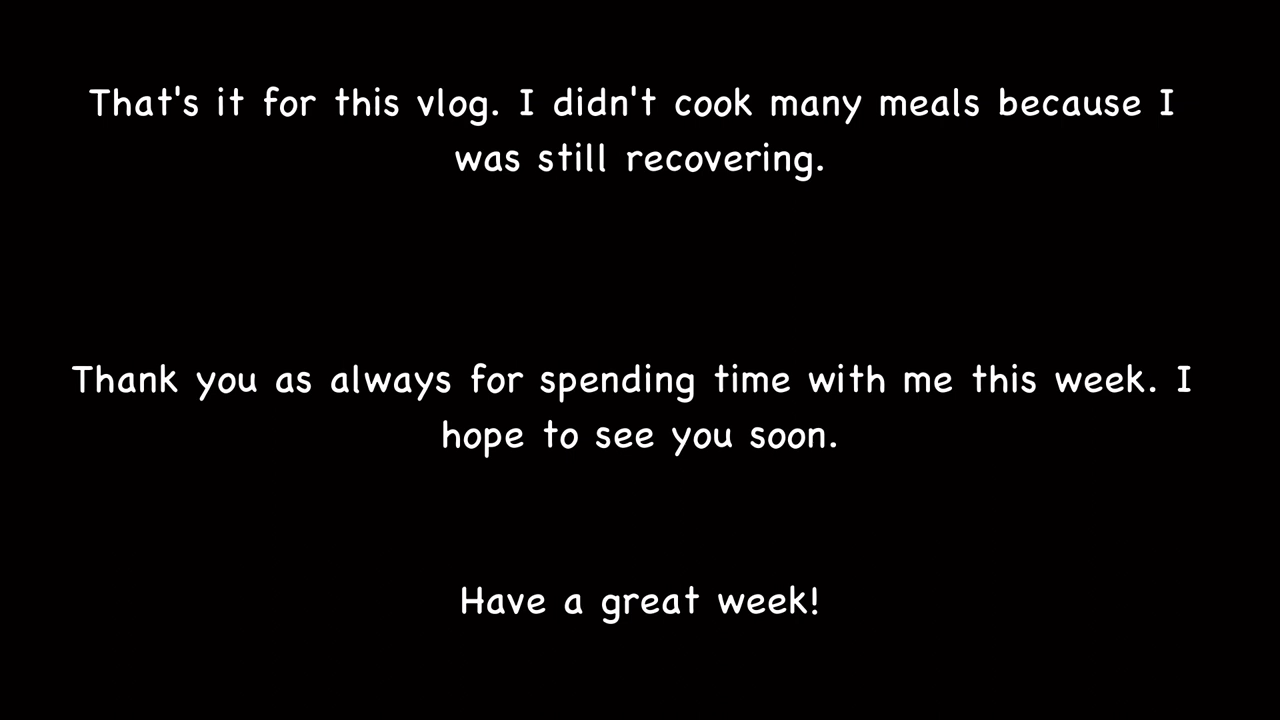 That's it for this vlog. I didn't cook many meals because I
was still recovering.
Thank you as always for spending time with me this week. I
hope to see you soon.
Have a great week!